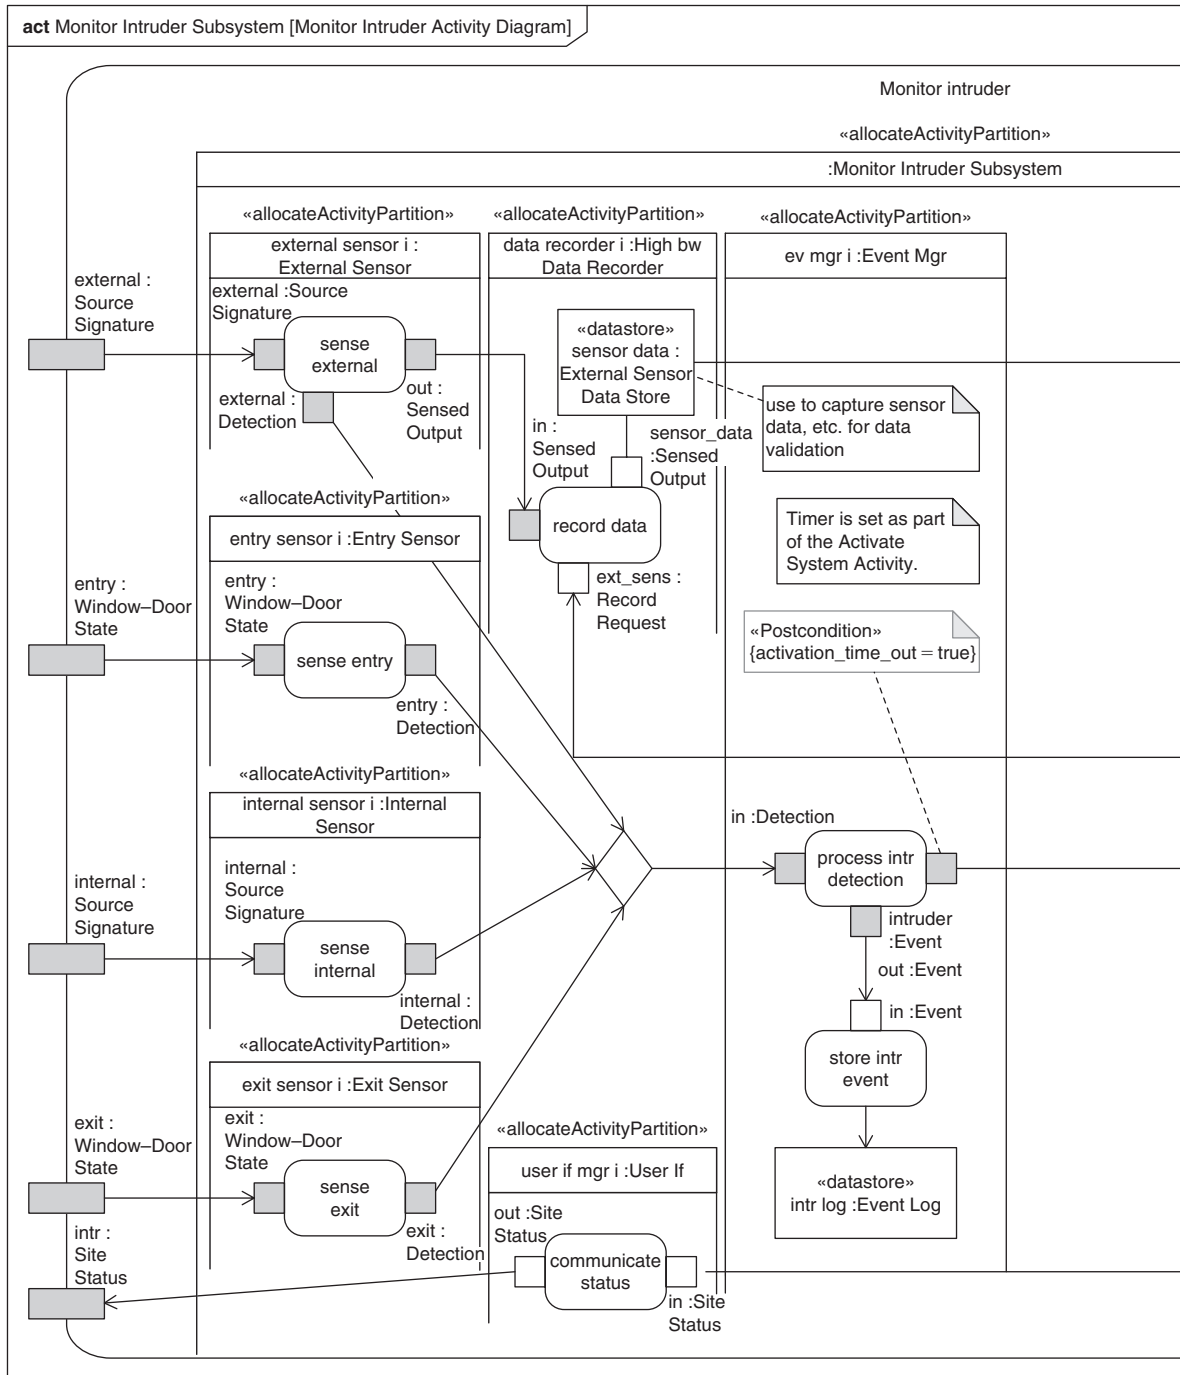 act Monitor Intruder Subsystem [Monitor Intruder Activity Diagram]
Monitor intruder
«allocateActivityPartition»
:Monitor Intruder Subsystem
«allocateActivityPartition»
external sensor i :
External Sensor
«allocateActivityPartition»
data recorder i :High bw
Data Recorder
«allocateActivityPartition»
ev mgr i :Event Mgr
external :
Source
Signature
external :Source
Signature
sense
external
external :
Detection
out :
Sensed
Output
«datastore»
sensor data :
External Sensor
Data Store
in :
Sensed
Output
sensor_data
:Sensed
Output
use to capture sensor
data, etc. for data
validation
record data
ext_sens :
Record
Request
Timer is set as part
of the Activate
System Activity.
«Postcondition»
{activation_time_out = true}
«allocateActivityPartition»
entry sensor i :Entry Sensor
entry :
Window–Door
State
entry :
Window–Door
State
sense entry
entry :
Detection
«allocateActivityPartition»
internal sensor i :Internal
Sensor
internal :
Source
Signature
internal :
Source
Signature
sense
internal
internal :
Detection
in :Detection
process intr
detection
intruder
:Event
out :Event
in :Event
store intr
event
«datastore»
intr log :Event Log
«allocateActivityPartition»
exit sensor i :Exit Sensor
exit :
Window–Door
State
exit :
Window–Door
State
sense
exit
exit :
Detection
«allocateActivityPartition»
user if mgr i :User If
out :Site
Status
communicate
status
in :Site
Status
intr :
Site
Status